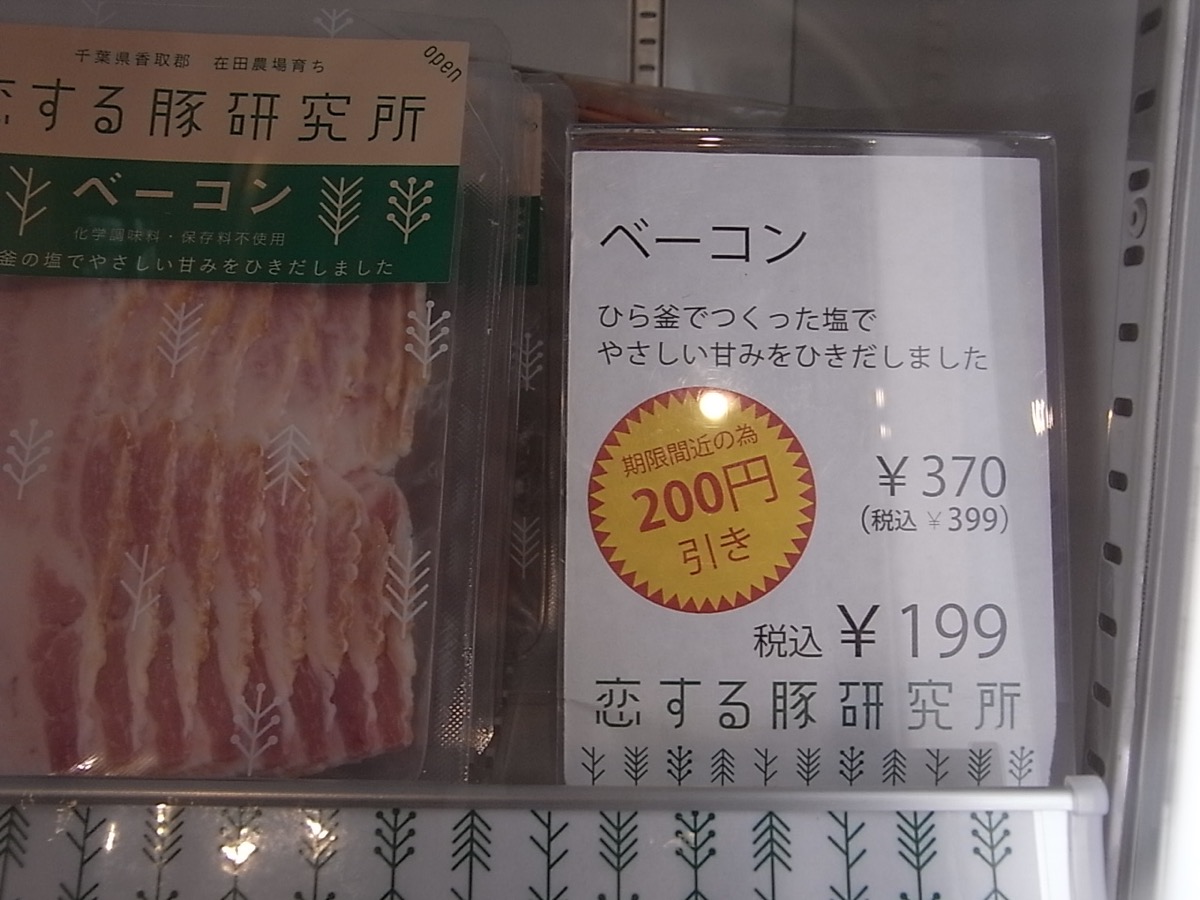 千葉県香取郡 在田農場育ち
open
恋する豚研究所
ベーコン
化学調味料・保存料不使用
釜の塩でやさしい甘みをひきだしました
ベーコン
ひら釜でつくった塩で
やさしい甘みをひきだしました
期限間近の為
200円
引き
¥370
(税込 ¥399)
税込 ¥199
恋する豚研究所